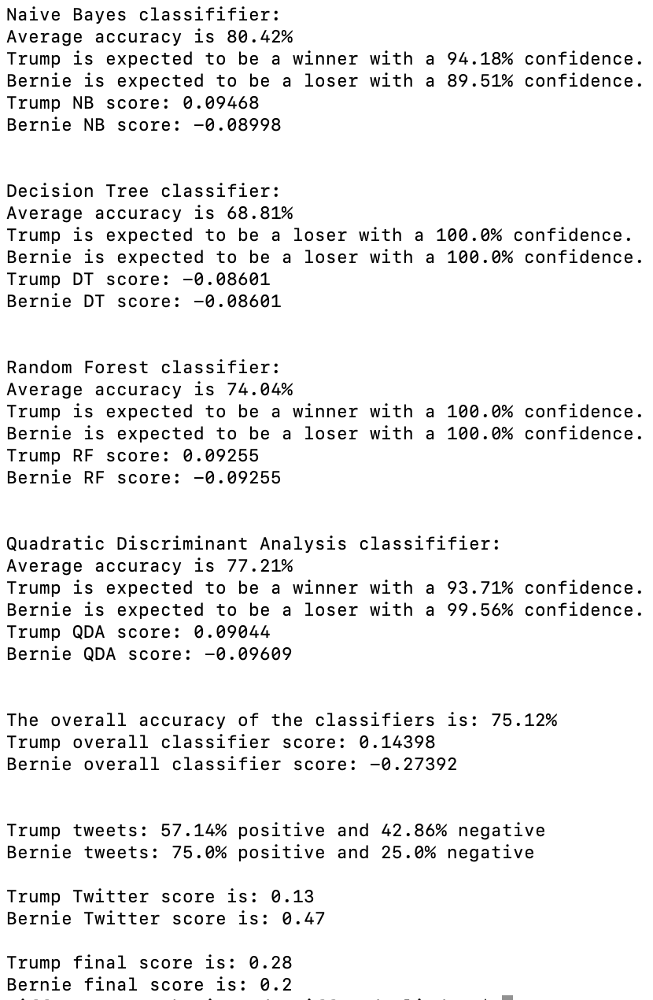 Naive Bayes classififier:
Average accuracy is 80.42%
Trump is expected to be a winner with a 94.18% confidence.
Bernie is expected to be a loser with a 89.51% confidence.
Trump NB score: 0.09468
Bernie NB score: -0.08998
Decision Tree classifier:
Average accuracy is 68.81%
Trump is expected to be a loser with a 100.0% confidence.
Bernie is expected to be a loser with a 100.0% confidence.
Trump DT score: -0.08601
Bernie DT score: -0.08601
Random Forest classifier:
Average accuracy is 74.04%
Trump is expected to be a winner with a 100.0% confidence.
Bernie is expected to be a loser with a 100.0% confidence.
Trump RF score: 0.09255
Bernie RF score: -0.09255
Quadratic Discriminant Analysis classififier:
Average accuracy is 77.21%
Trump is expected to be a winner with a 93.71% confidence.
Bernie is expected to be a loser with a 99.56% confidence.
Trump QDA score: 0.09044
Bernie QDA score: -0.09609
The overall accuracy of the classifiers is: 75.12%
Trump overall classifier score: 0.14398
Bernie overall classifier score: -0.27392
Trump tweets: 57.14% positive and 42.86% negative
Bernie tweets: 75.0% positive and 25.0% negative
Trump Twitter score is: 0.13
Bernie Twitter score is: 0.47
Trump final score is: 0.28
Bernie final score is: 0.2